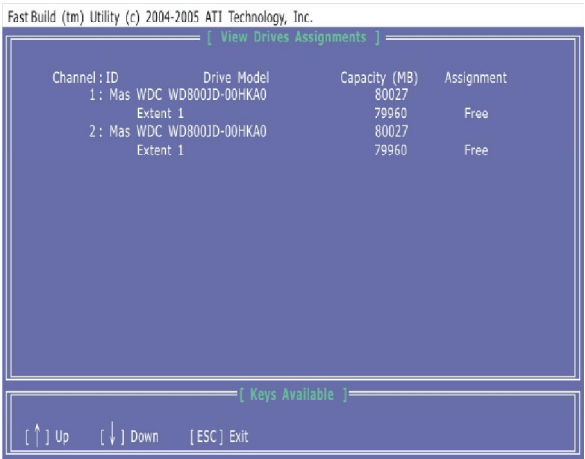 Fast Build (tm) Utility (c) 2004-2005 ATI Technology, Inc.
[ View Drives Assignments ]
Channel : ID Drive Model Capacity (MB) Assignment
1 : Mas WDC WD800JD-00HKA0 80027
Extent 1 79960 Free
2 : Mas WDC WD800JD-00HKA0 80027
Extent 1 79960 Free
[ Keys Available ]
[ ↑ ] Up [ ↓ ] Down [ ESC ] Exit